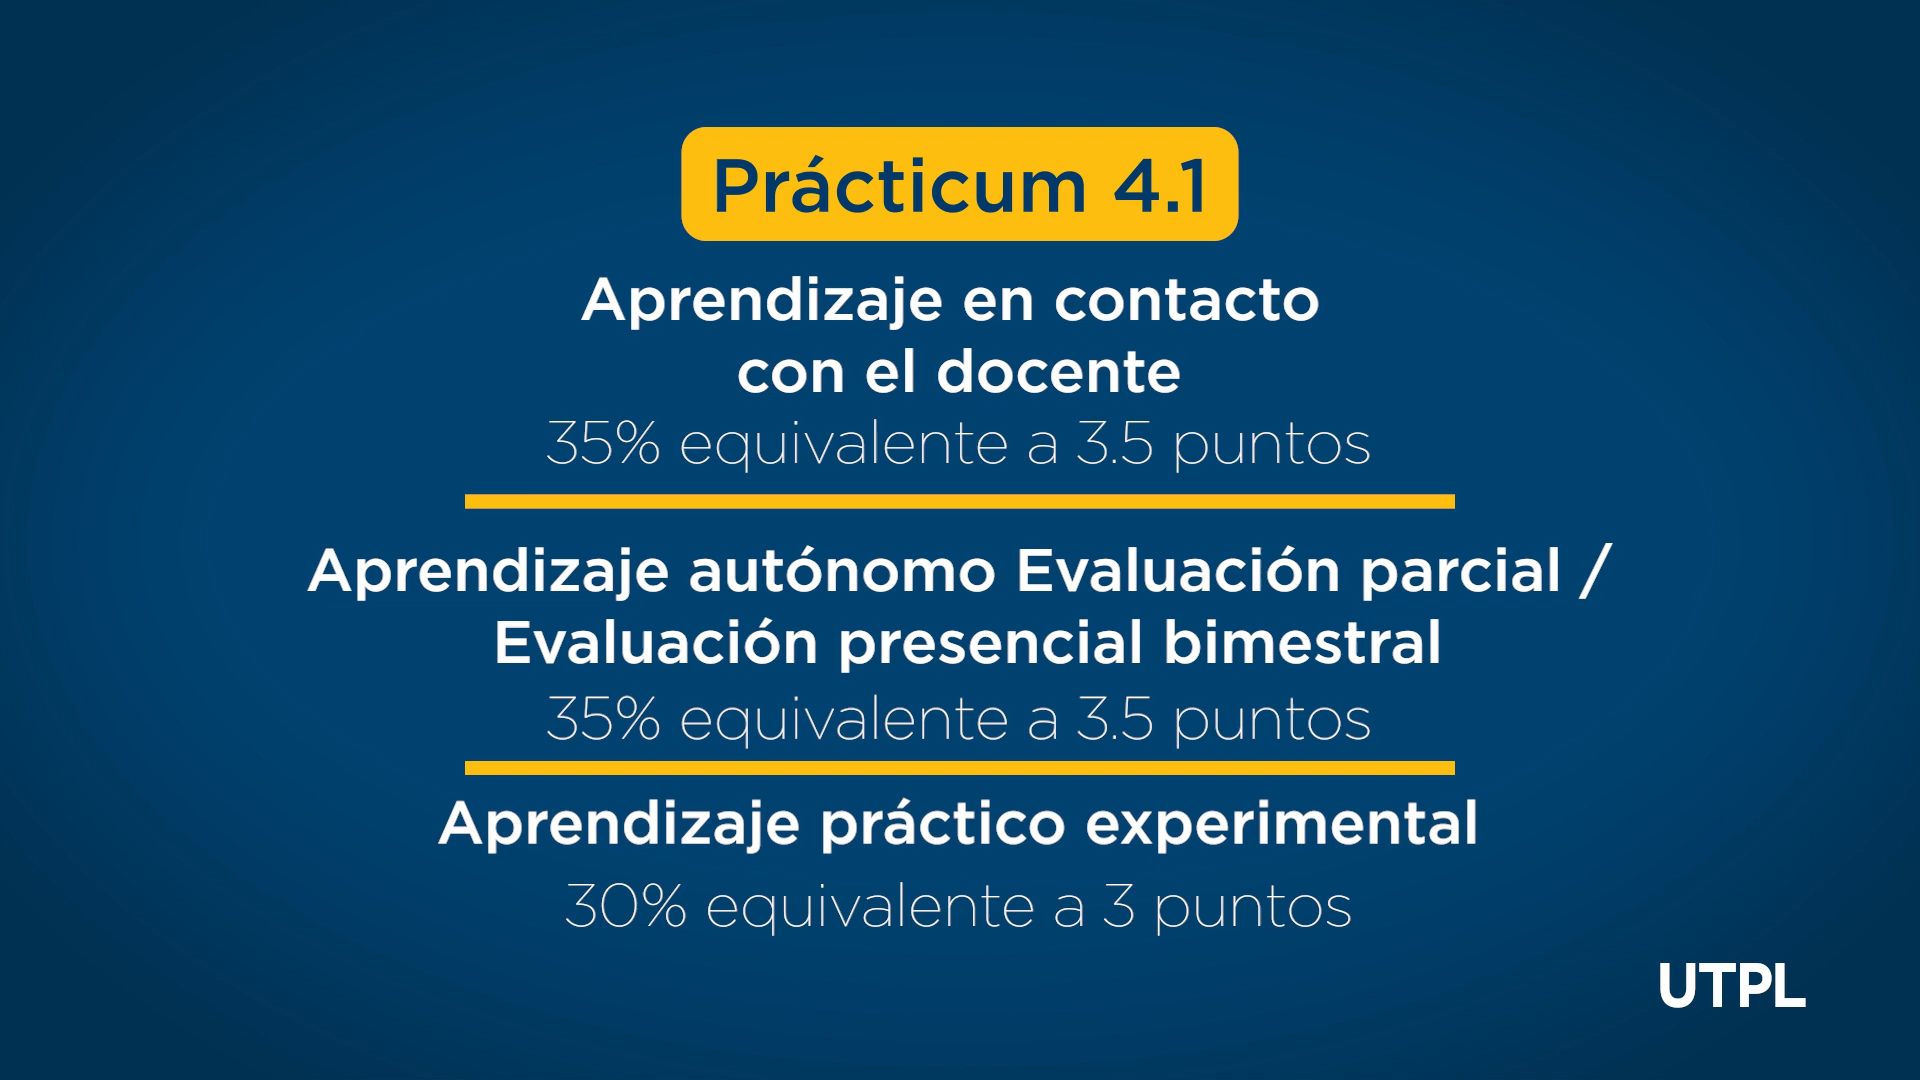 Prácticum 4.1
Aprendizaje en contacto
con el docente
35% equivalente a 3.5 puntos
Aprendizaje autónomo Evaluación parcial /
Evaluación presencial bimestral
35% equivalente a 3.5 puntos
Aprendizaje práctico experimental
30% equivalente a 3 puntos
UTPL